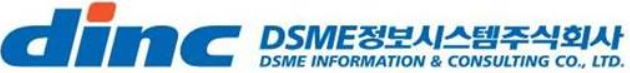 dinc DSME정보시스템주식회사
DSME INFORMATION & CONSULTING CO., LTD.